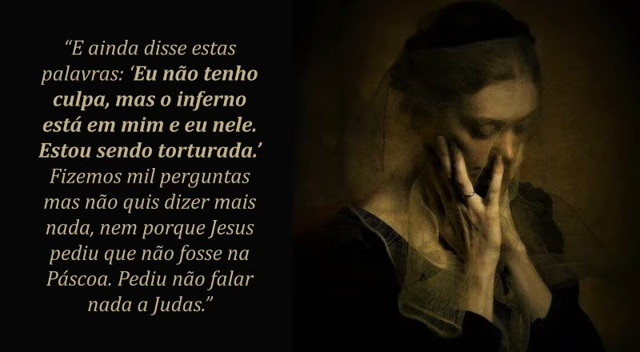 “E ainda disse estas
palavras: ‘Eu não tenho
culpa, mas o inferno
está em mim e eu nele.
Estou sendo torturada.’
Fizemos mil perguntas
mas não quis dizer mais
nada, nem porque Jesus
pediu que não fosse na
Páscoa. Pediu não falar
nada a Judas.”